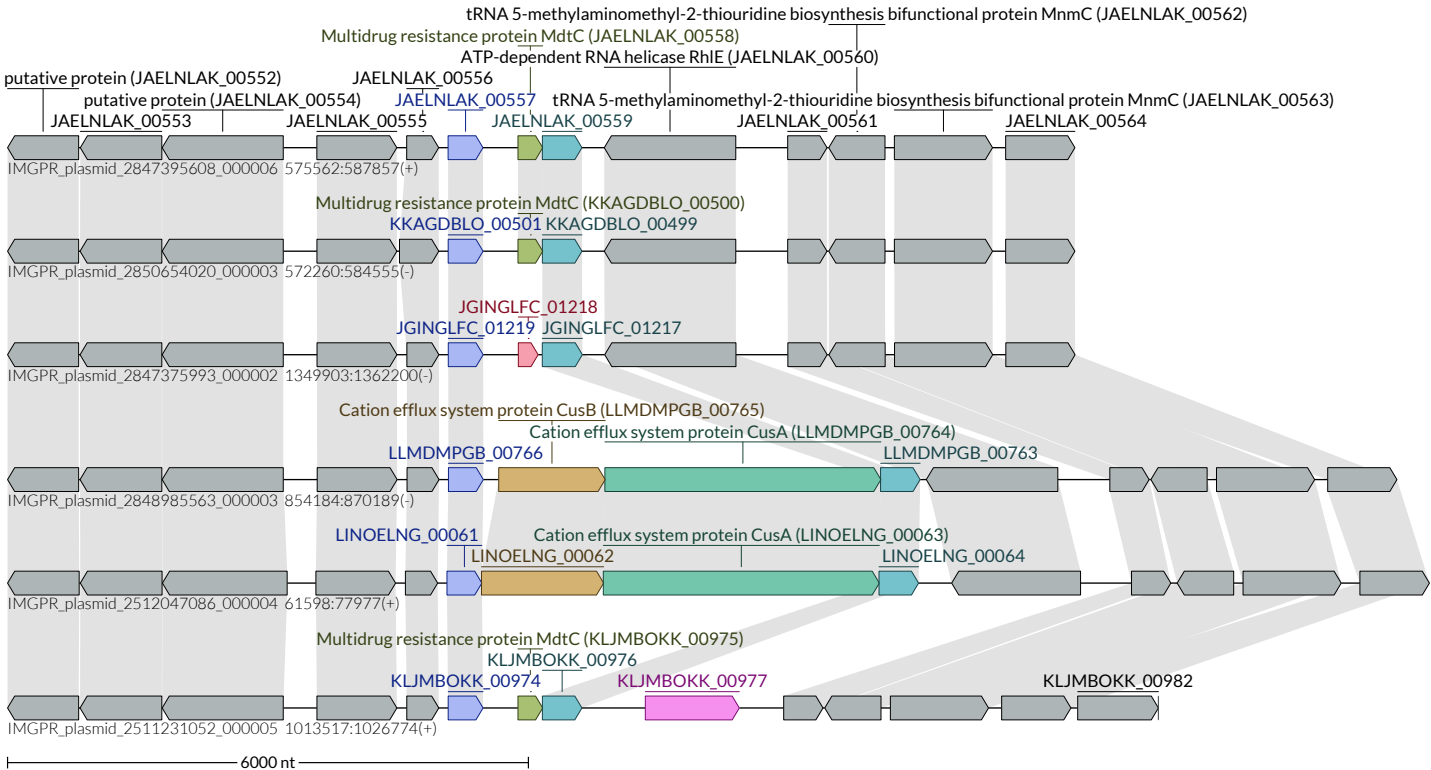 tRNA 5-methylaminomethyl-2-thiouridine biosynthesis bifunctional protein MnmC (JAELNLAK_00562)
Multidrug resistance protein MdtC (JAELNLAK_00558)
ATP-dependent RNA helicase RhlE (JAELNLAK_00560)
putative protein (JAELNLAK_00552) JAELNLAK_00556
putative protein (JAELNLAK_00554) JAELNLAK_00557 tRNA 5-methylaminomethyl-2-thiouridine biosynthesis bifunctional protein MnmC (JAELNLAK_00563)
JAELNLAK_00553 JAELNLAK_00555 JAELNLAK_00559 JAELNLAK_00561 JAELNLAK_00564
IMGPR_plasmid_2847395608_000006 575562:587857(+)
Multidrug resistance protein MdtC (KKAGDBLO_00500)
KKAGDBLO_00501 KKAGDBLO_00499
IMGPR_plasmid_2850654020_000003 572260:584555(-)
JGINGLFC_01218
JGINGLFC_01219 JGINGLFC_01217
IMGPR_plasmid_2847375993_000002 1349903:1362200(-)
Cation efflux system protein CusB (LLMDMPGB_00765)
Cation efflux system protein CusA (LLMDMPGB_00764)
LLMDMPGB_00766 LLMDMPGB_00763
IMGPR_plasmid_2848985563_000003 854184:870189(-)
LINOELNG_00061 Cation efflux system protein CusA (LINOELNG_00063)
LINOELNG_00062 LINOELNG_00064
IMGPR_plasmid_2512047086_000004 61598:77977(+)
Multidrug resistance protein MdtC (KLJMBOKK_00975)
KLJMBOKK_00976
KLJMBOKK_00974 KLJMBOKK_00977 KLJMBOKK_00982
IMGPR_plasmid_2511231052_000005 1013517:1026774(+)
6000 nt